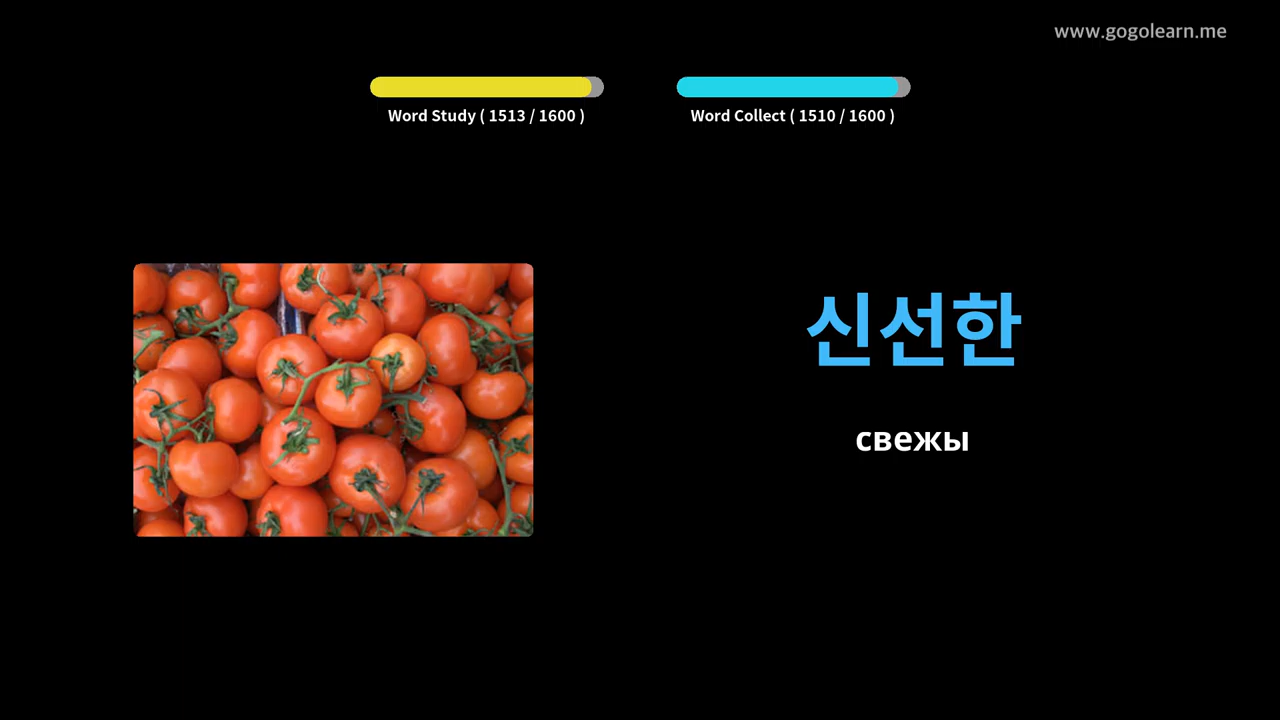 www.gogolearn.me
Word Study ( 1513 / 1600 )
Word Collect ( 1510 / 1600 )
신선한
свежы